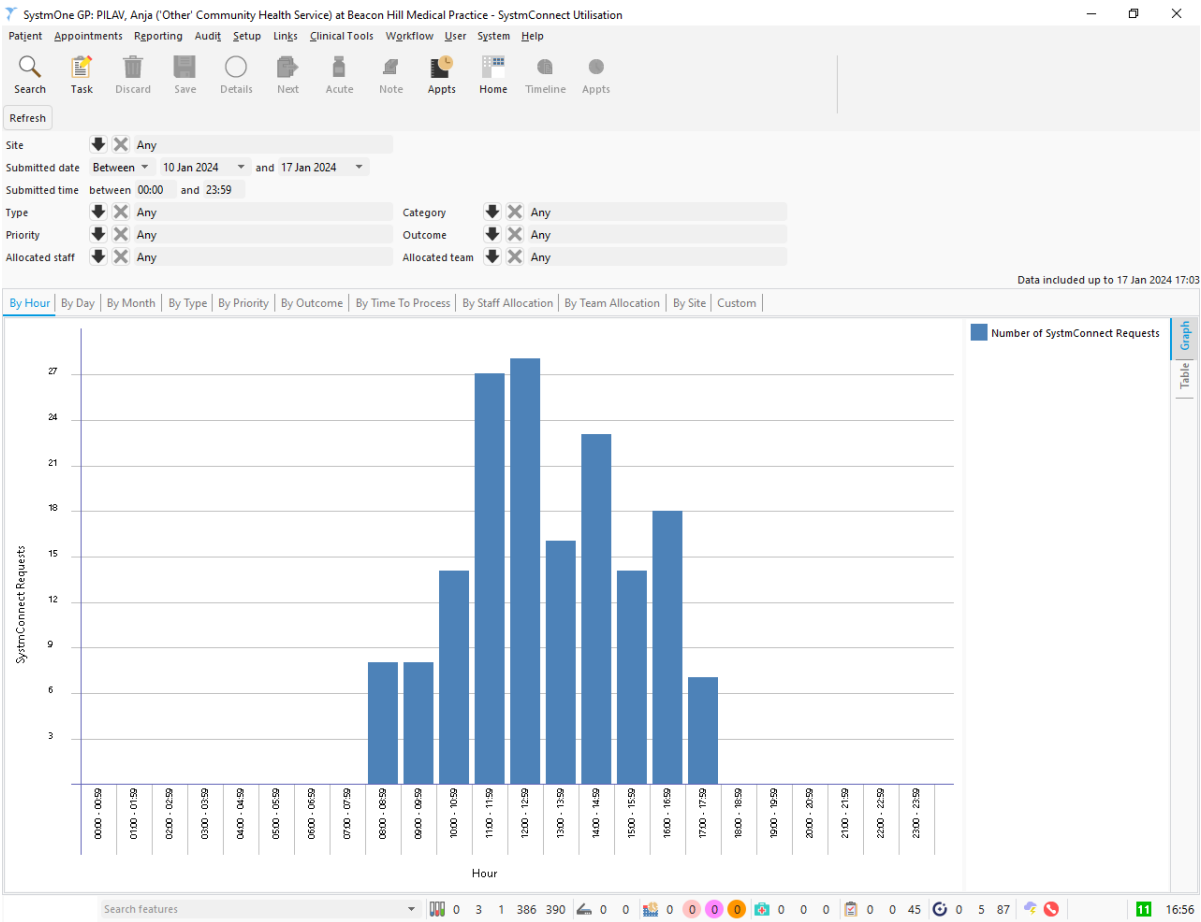 SystmOne GP: PILAV, Anja ('Other' Community Health Service) at Beacon Hill Medical Practice - SystmConnect Utilisation
Patient Appointments Reporting Audit Setup Links Clinical Tools Workflow User System Help
Search Task Discard Save Details Next Acute Note Appts Home Timeline Appts
Refresh
Site Any
Submitted date Between 10 Jan 2024 and 17 Jan 2024
Submitted time between 00:00 and 23:59
Type Any Category Any
Priority Any Outcome Any
Allocated staff Any Allocated team Any
Data included up to 17 Jan 2024 17:03
By Hour By Day By Month By Type By Priority By Outcome By Time To Process By Staff Allocation By Team Allocation By Site Custom
Number of SystmConnect Requests
Graph
Table
27
24
21
18
15
12
9
6
3
SystmConnect Requests
00:00 - 00:59
01:00 - 01:59
02:00 - 02:59
03:00 - 03:59
04:00 - 04:59
05:00 - 05:59
06:00 - 06:59
07:00 - 07:59
08:00 - 08:59
09:00 - 09:59
10:00 - 10:59
11:00 - 11:59
12:00 - 12:59
13:00 - 13:59
14:00 - 14:59
15:00 - 15:59
16:00 - 16:59
17:00 - 17:59
18:00 - 18:59
19:00 - 19:59
20:00 - 20:59
21:00 - 21:59
22:00 - 22:59
23:00 - 23:59
Hour
Search features 0 3 1 386 390 0 0 0 0 0 0 0 0 0 0 0 45 0 5 87 11 16:56